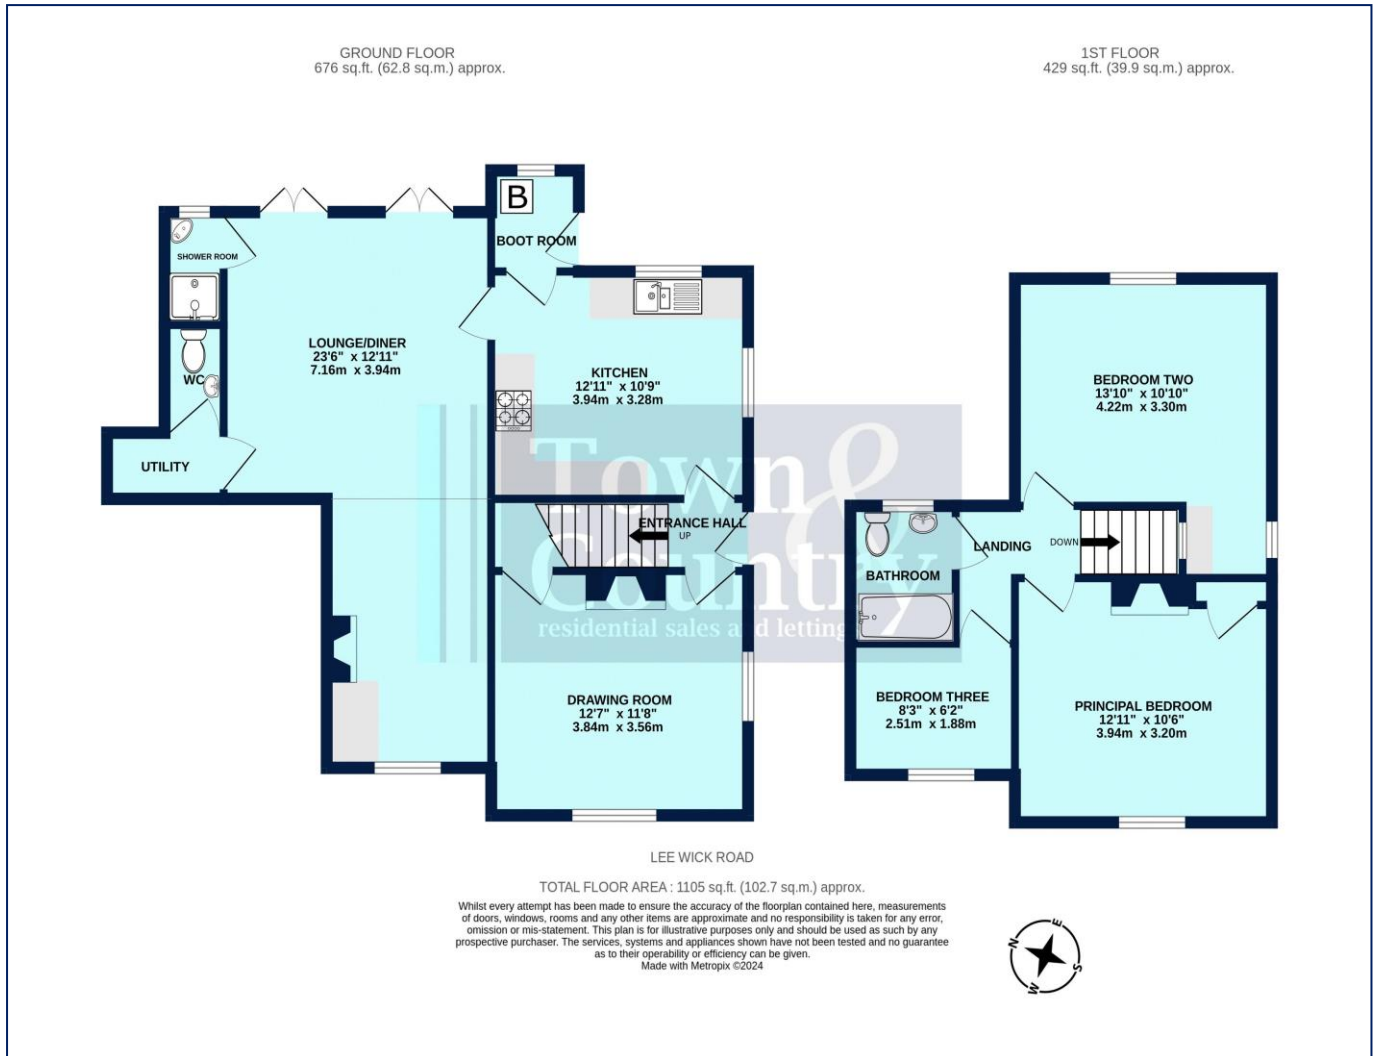 GROUND FLOOR
676 sq.ft. (62.8 sq.m.) approx.
1ST FLOOR
429 sq.ft. (39.9 sq.m.) approx.
B
BOOT ROOM
SHOWER ROOM
LOUNGE/DINER
23'6" x 12'11"
7.16m x 3.94m
WC
UTILITY
KITCHEN
12'11" x 10'9"
3.94m x 3.28m
ENTRANCE HALL
UP
DRAWING ROOM
12'7" x 11'8"
3.84m x 3.56m
BEDROOM TWO
13'10" x 10'10"
4.22m x 3.30m
LANDING
DOWN
BATHROOM
BEDROOM THREE
8'3" x 6'2"
2.51m x 1.88m
PRINCIPAL BEDROOM
12'11" x 10'6"
3.94m x 3.20m
Town &
Country
residential sales and letting
LEE WICK ROAD
TOTAL FLOOR AREA : 1105 sq.ft. (102.7 sq.m.) approx.
Whilst every attempt has been made to ensure the accuracy of the floorplan contained here, measurements
of doors, windows, rooms and any other items are approximate and no responsibility is taken for any error,
omission or mis-statement. This plan is for illustrative purposes only and should be used as such by any
prospective purchaser. The services, systems and appliances shown have not been tested and no guarantee
as to their operability or efficiency can be given.
Made with Metropix ©2024
N
E
S
W